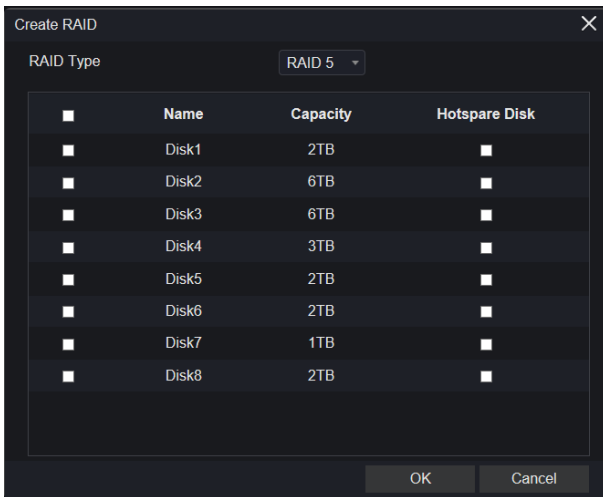 Create RAID
RAID Type RAID 5
Name Capacity Hotspare Disk
Disk1 2TB
Disk2 6TB
Disk3 6TB
Disk4 3TB
Disk5 2TB
Disk6 2TB
Disk7 1TB
Disk8 2TB
OK Cancel